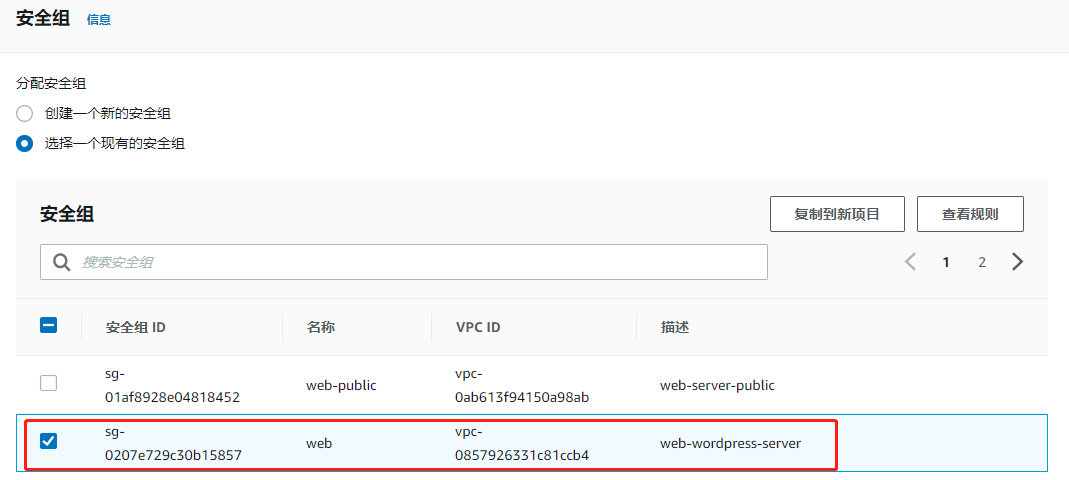 安全组 信息
分配安全组
创建一个新的安全组
选择一个现有的安全组
安全组 复制到新项目 查看规则
搜索安全组 1 2
安全组 ID 名称 VPC ID 描述
sg- vpc-
web-public web-server-public
01af8928e04818452 0ab613f94150a98ab
sg- vpc-
web web-wordpress-server
0207e729c30b15857 0857926331c81ccb4